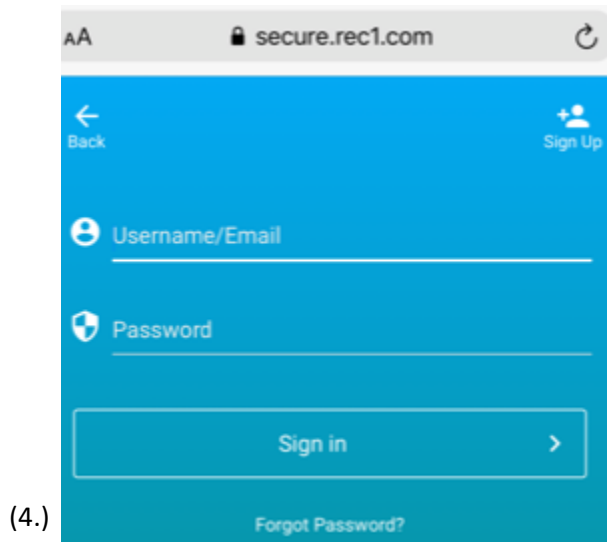 AA secure.rec1.com
Back Sign Up
Username/Email
Password
Sign in
(4.)
Forgot Password?